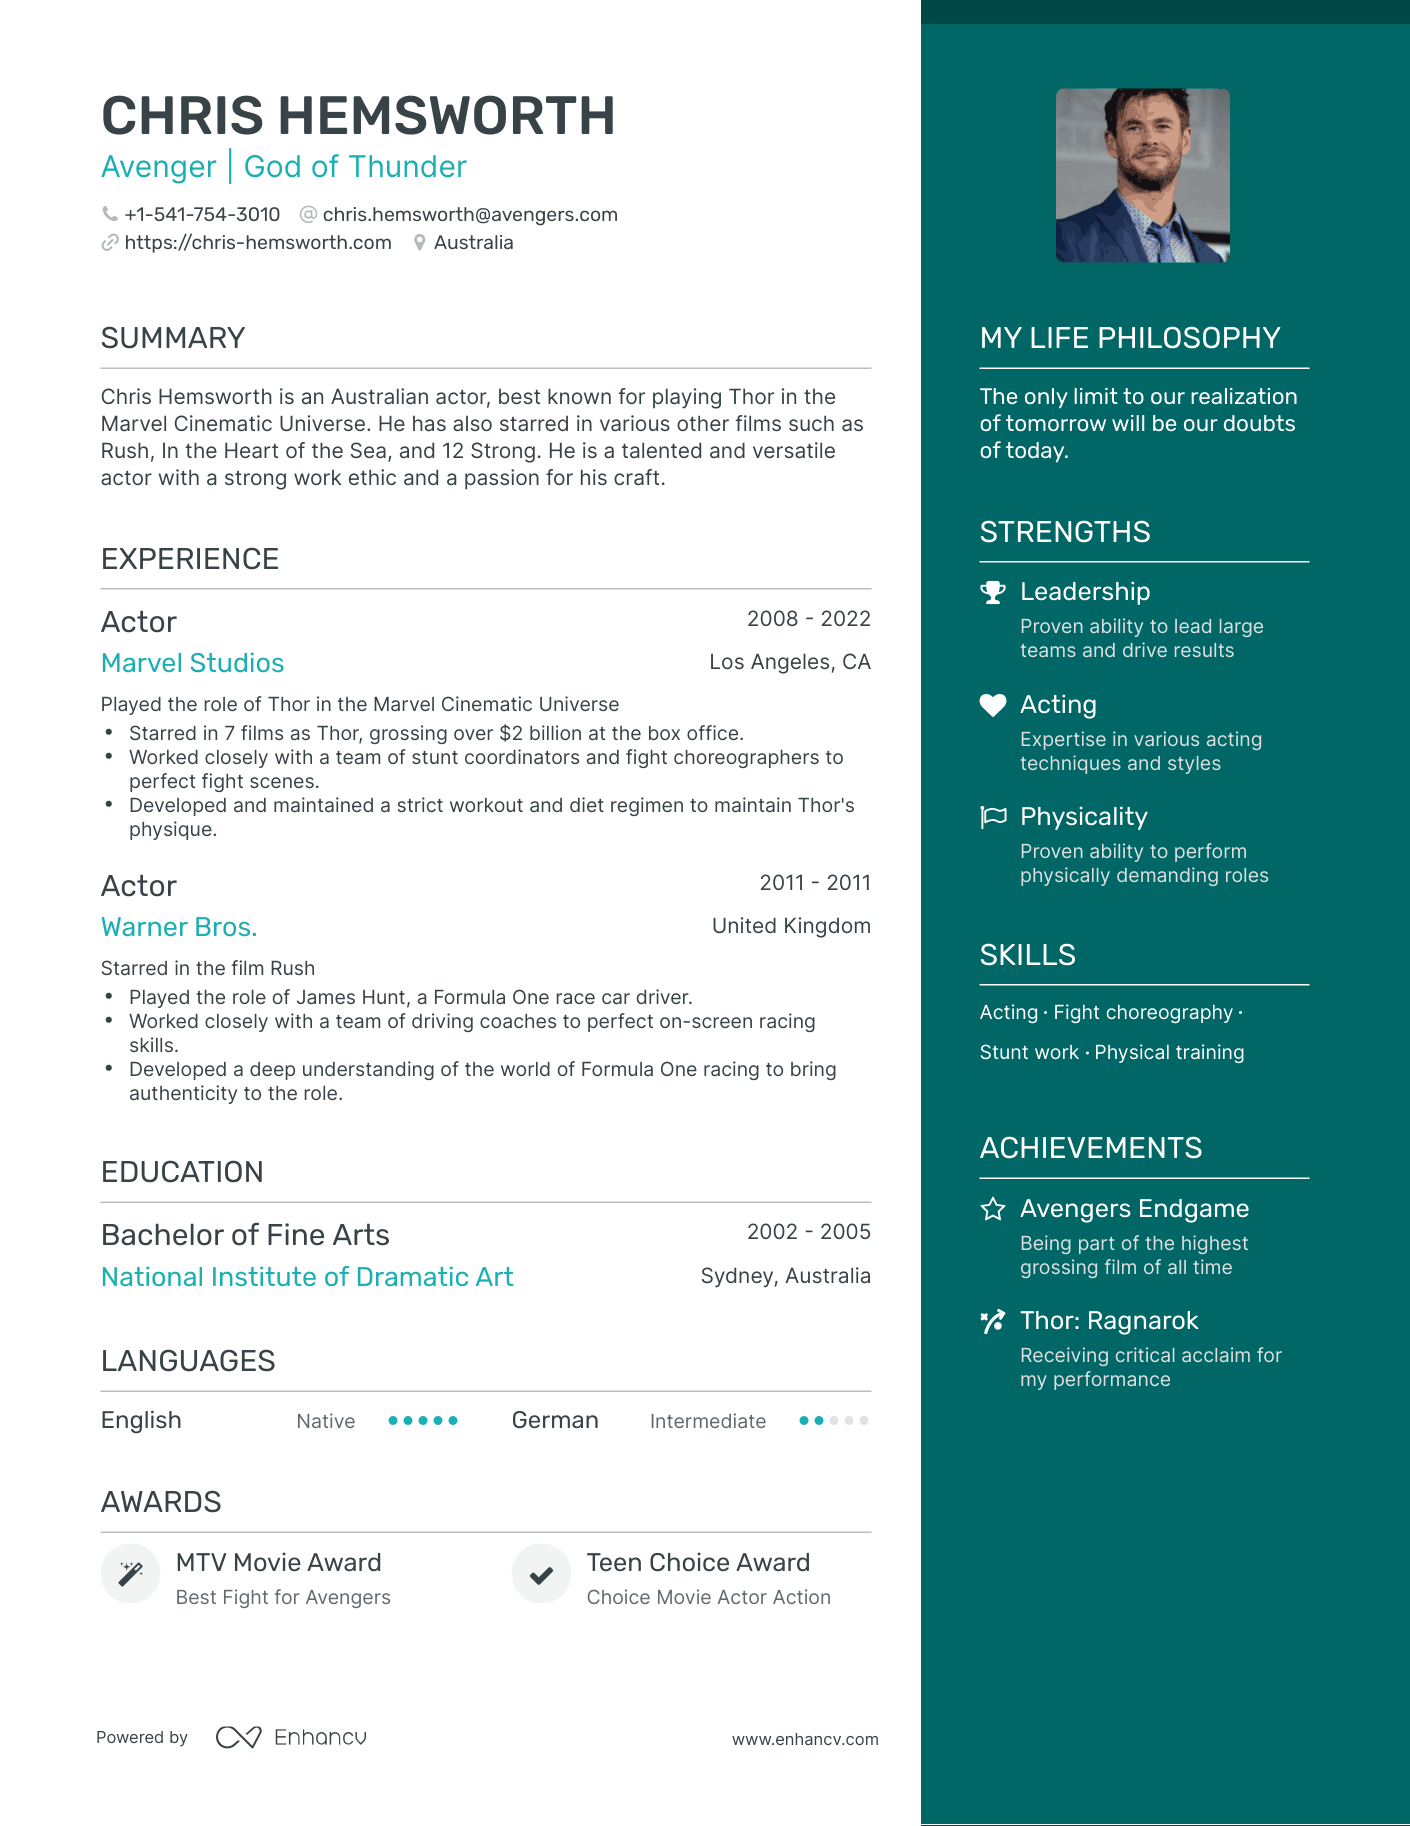 CHRIS HEMSWORTH
Avenger | God of Thunder
+1-541-754-3010 @ chris.hemsworth@avengers.com
https://chris-hemsworth.com Australia
SUMMARY
Chris Hemsworth is an Australian actor, best known for playing Thor in the
Marvel Cinematic Universe. He has also starred in various other films such as
Rush, In the Heart of the Sea, and 12 Strong. He is a talented and versatile
actor with a strong work ethic and a passion for his craft.
EXPERIENCE
Actor 2008 - 2022
Marvel Studios Los Angeles, CA
Played the role of Thor in the Marvel Cinematic Universe
• Starred in 7 films as Thor, grossing over $2 billion at the box office.
• Worked closely with a team of stunt coordinators and fight choreographers to
perfect fight scenes.
• Developed and maintained a strict workout and diet regimen to maintain Thor's
physique.
Actor 2011 - 2011
Warner Bros. United Kingdom
Starred in the film Rush
• Played the role of James Hunt, a Formula One race car driver.
• Worked closely with a team of driving coaches to perfect on-screen racing
skills.
• Developed a deep understanding of the world of Formula One racing to bring
authenticity to the role.
EDUCATION
Bachelor of Fine Arts 2002 - 2005
National Institute of Dramatic Art Sydney, Australia
LANGUAGES
English Native German Intermediate
AWARDS
MTV Movie Award Teen Choice Award
Best Fight for Avengers Choice Movie Actor Action
Powered by Enhancv www.enhancv.com
MY LIFE PHILOSOPHY
The only limit to our realization
of tomorrow will be our doubts
of today.
STRENGTHS
Leadership
Proven ability to lead large
teams and drive results
Acting
Expertise in various acting
techniques and styles
Physicality
Proven ability to perform
physically demanding roles
SKILLS
Acting · Fight choreography ·
Stunt work · Physical training
ACHIEVEMENTS
Avengers Endgame
Being part of the highest
grossing film of all time
Thor: Ragnarok
Receiving critical acclaim for
my performance